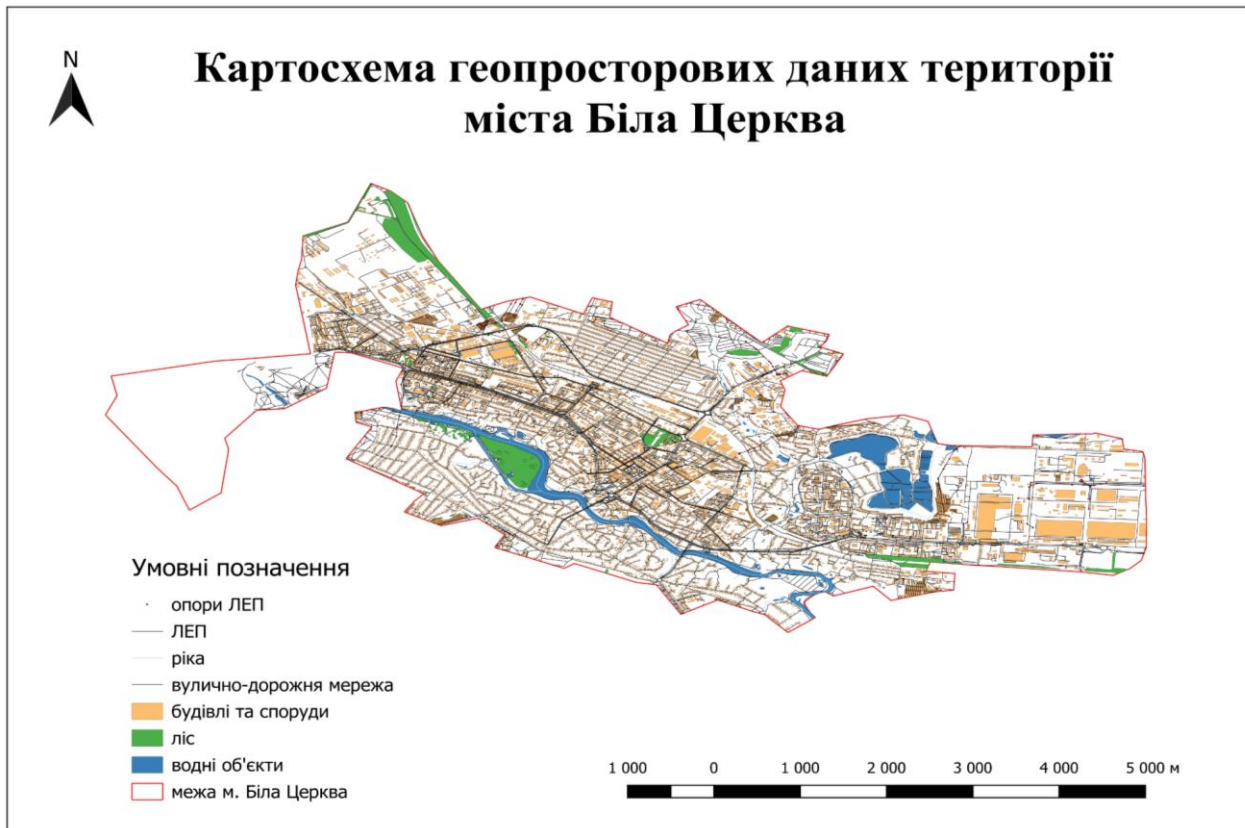 N
Картосхема геопросторових даних території
міста Біла Церква
Умовні позначення
опори ЛЕП
ЛЕП
ріка
вулично-дорожня мережа
будівлі та споруди
ліс
водні об'єкти
межа м. Біла Церква
1 000 0 1 000 2 000 3 000 4 000 5 000 м